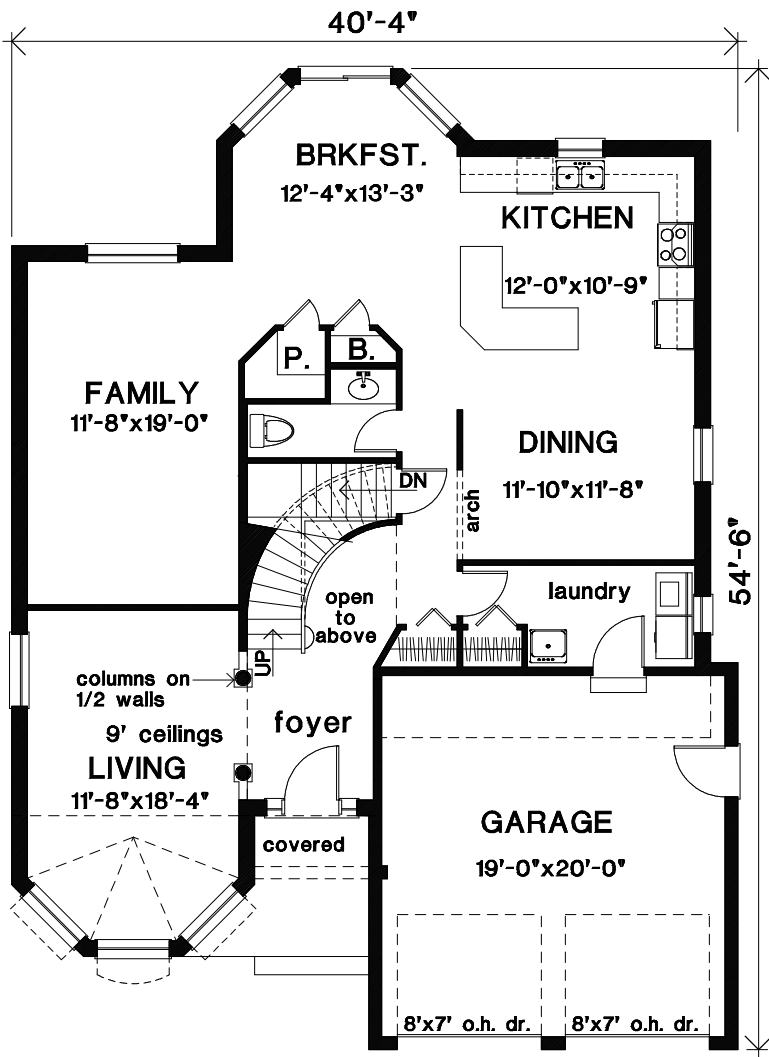 40'-4"
BRKFST.
12'-4"x13'-3"
KITCHEN
12'-0"x10'-9"
P.
B.
FAMILY
11'-8"x19'-0"
DINING
11'-10"x11'-8"
DN
arch
54'-6"
laundry
open
to
above
UP
columns on
1/2 walls
foyer
9' ceilings
LIVING
11'-8"x18'-4"
covered
GARAGE
19'-0"x20'-0"
8'x7' o.h. dr.
8'x7' o.h. dr.